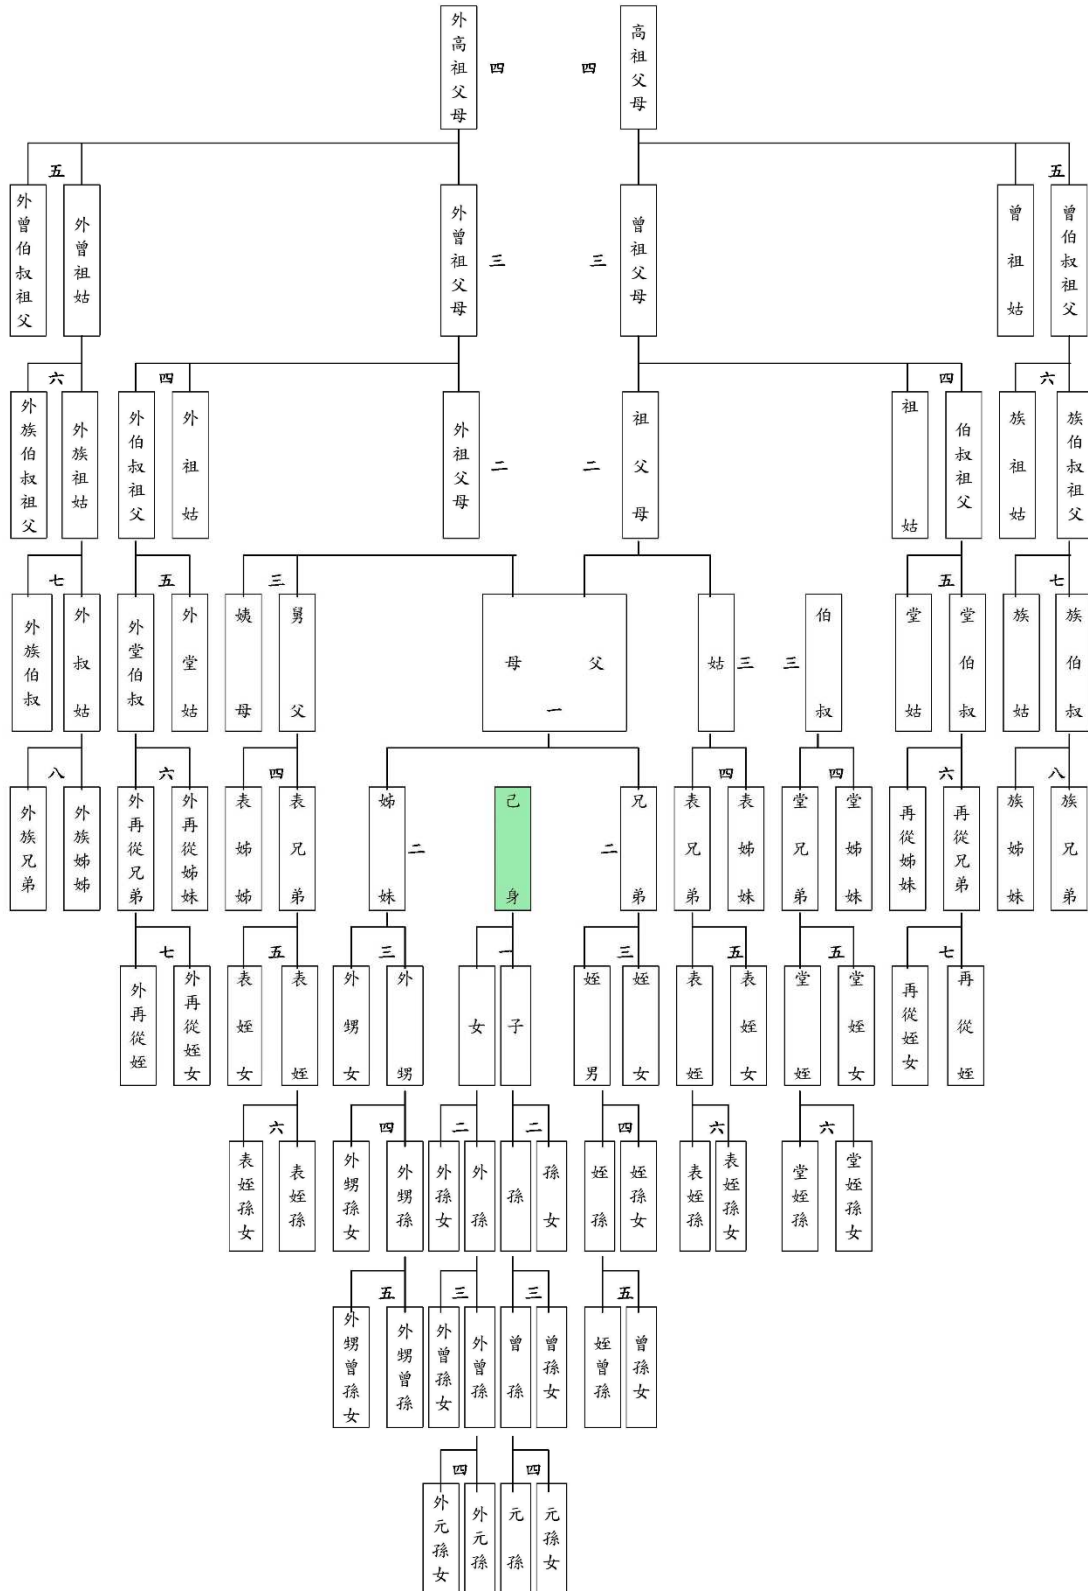 外高祖父母
四
四
高祖父母
五
五
外曾伯叔祖父
外曾祖姑
外曾祖父母
三
三
曾祖父母
曾祖姑
曾伯叔祖父
六
四
四
六
外族伯叔祖父
外族祖姑
外伯叔祖父
外祖姑
外祖父母
二
二
祖父母
祖姑
伯叔祖父
族祖姑
族伯叔祖父
七
五
三
五
七
外族伯叔
外叔姑
外堂伯叔
外堂姑
姨母
舅父
母
父
一
姑
三
三
伯叔
堂姑
堂伯叔
族姑
族伯叔
八
六
四
四
四
六
八
外族兄弟
外族姊姊
外再從兄弟
外再從姊妹
表姊姊
表兄弟
姊妹
二
己身
二
兄弟
表兄弟
表姊妹
堂兄弟
堂姊妹
再從姊妹
再從兄弟
族姊妹
族兄弟
七
五
三
一
三
五
五
七
外再從姪
外再從姪女
表姪女
表姪
外甥女
外甥
女
子
姪男
姪女
表姪
表姪女
堂姪
堂姪女
再從姪女
再從姪
六
四
二
二
四
六
六
表姪孫女
表姪孫
外甥孫女
外甥孫
外孫女
外孫
孫
孫女
姪孫
姪孫女
表姪孫
表姪孫女
堂姪孫
堂姪孫女
五
三
三
五
外甥曾孫女
外甥曾孫
外曾孫女
外曾孫
曾孫
曾孫女
姪曾孫
曾孫女
四
四
外元孫女
外元孫
元孫
元孫女